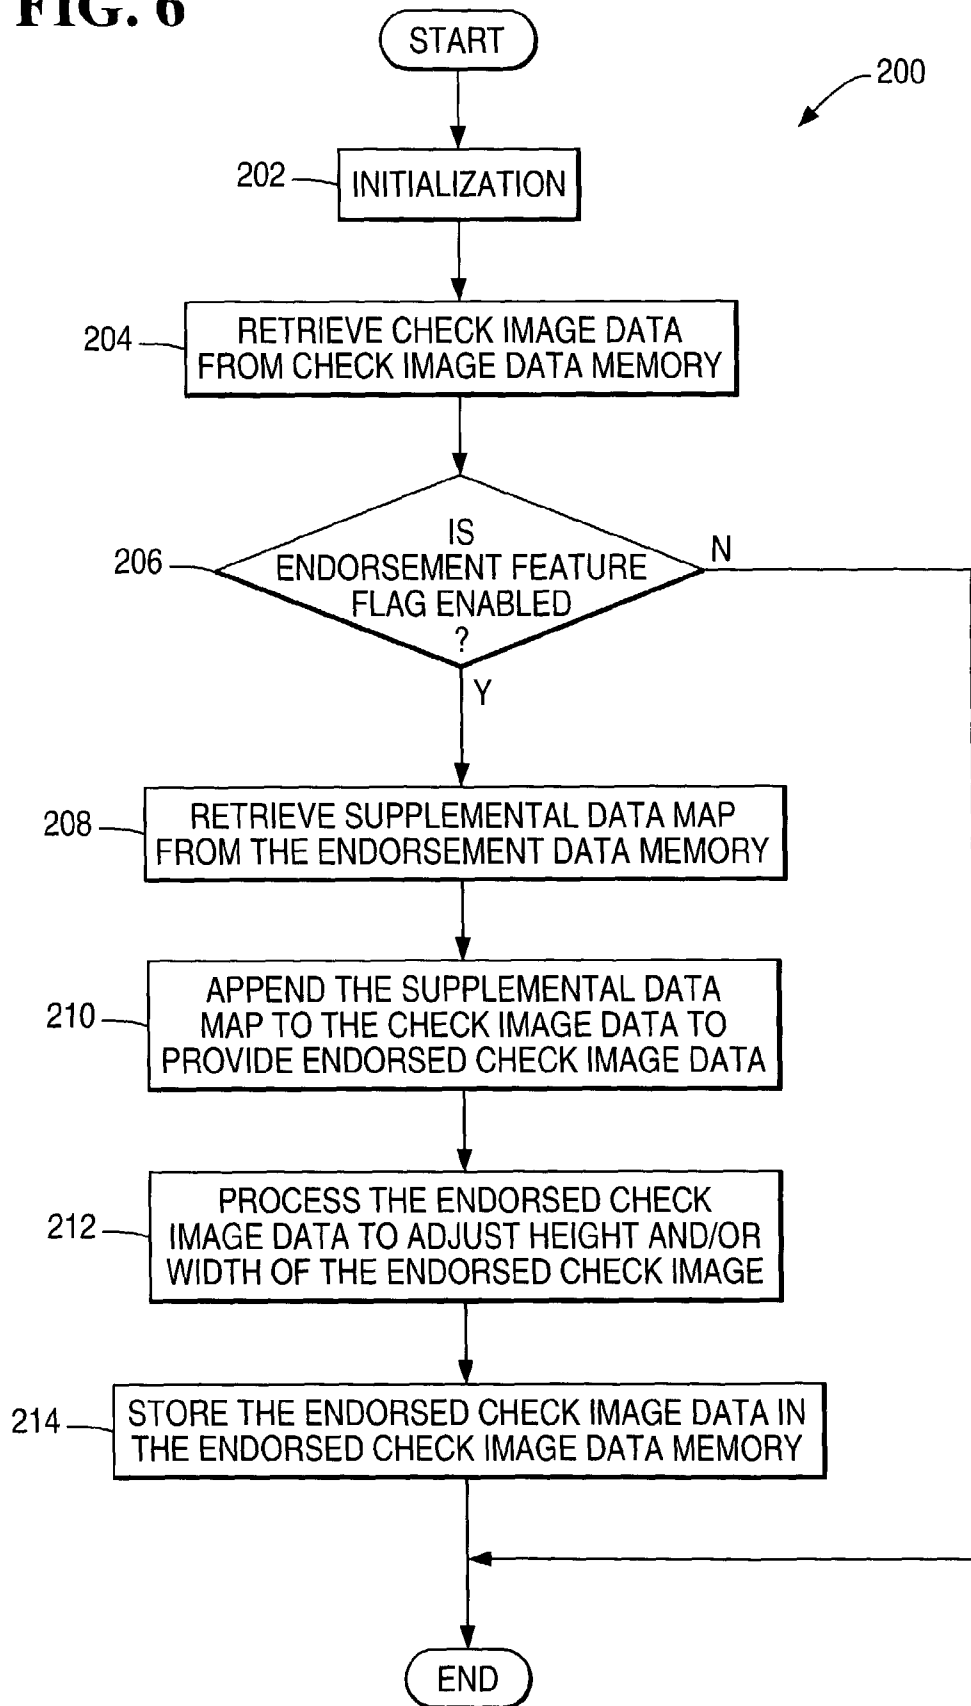 FIG. 6
START
200
202
INITIALIZATION
204
RETRIEVE CHECK IMAGE DATA
FROM CHECK IMAGE DATA MEMORY
206
IS
ENDORSEMENT FEATURE
FLAG ENABLED
?
N
Y
208
RETRIEVE SUPPLEMENTAL DATA MAP
FROM THE ENDORSEMENT DATA MEMORY
210
APPEND THE SUPPLEMENTAL DATA
MAP TO THE CHECK IMAGE DATA TO
PROVIDE ENDORSED CHECK IMAGE DATA
212
PROCESS THE ENDORSED CHECK
IMAGE DATA TO ADJUST HEIGHT AND/OR
WIDTH OF THE ENDORSED CHECK IMAGE
214
STORE THE ENDORSED CHECK IMAGE DATA IN
THE ENDORSED CHECK IMAGE DATA MEMORY
END